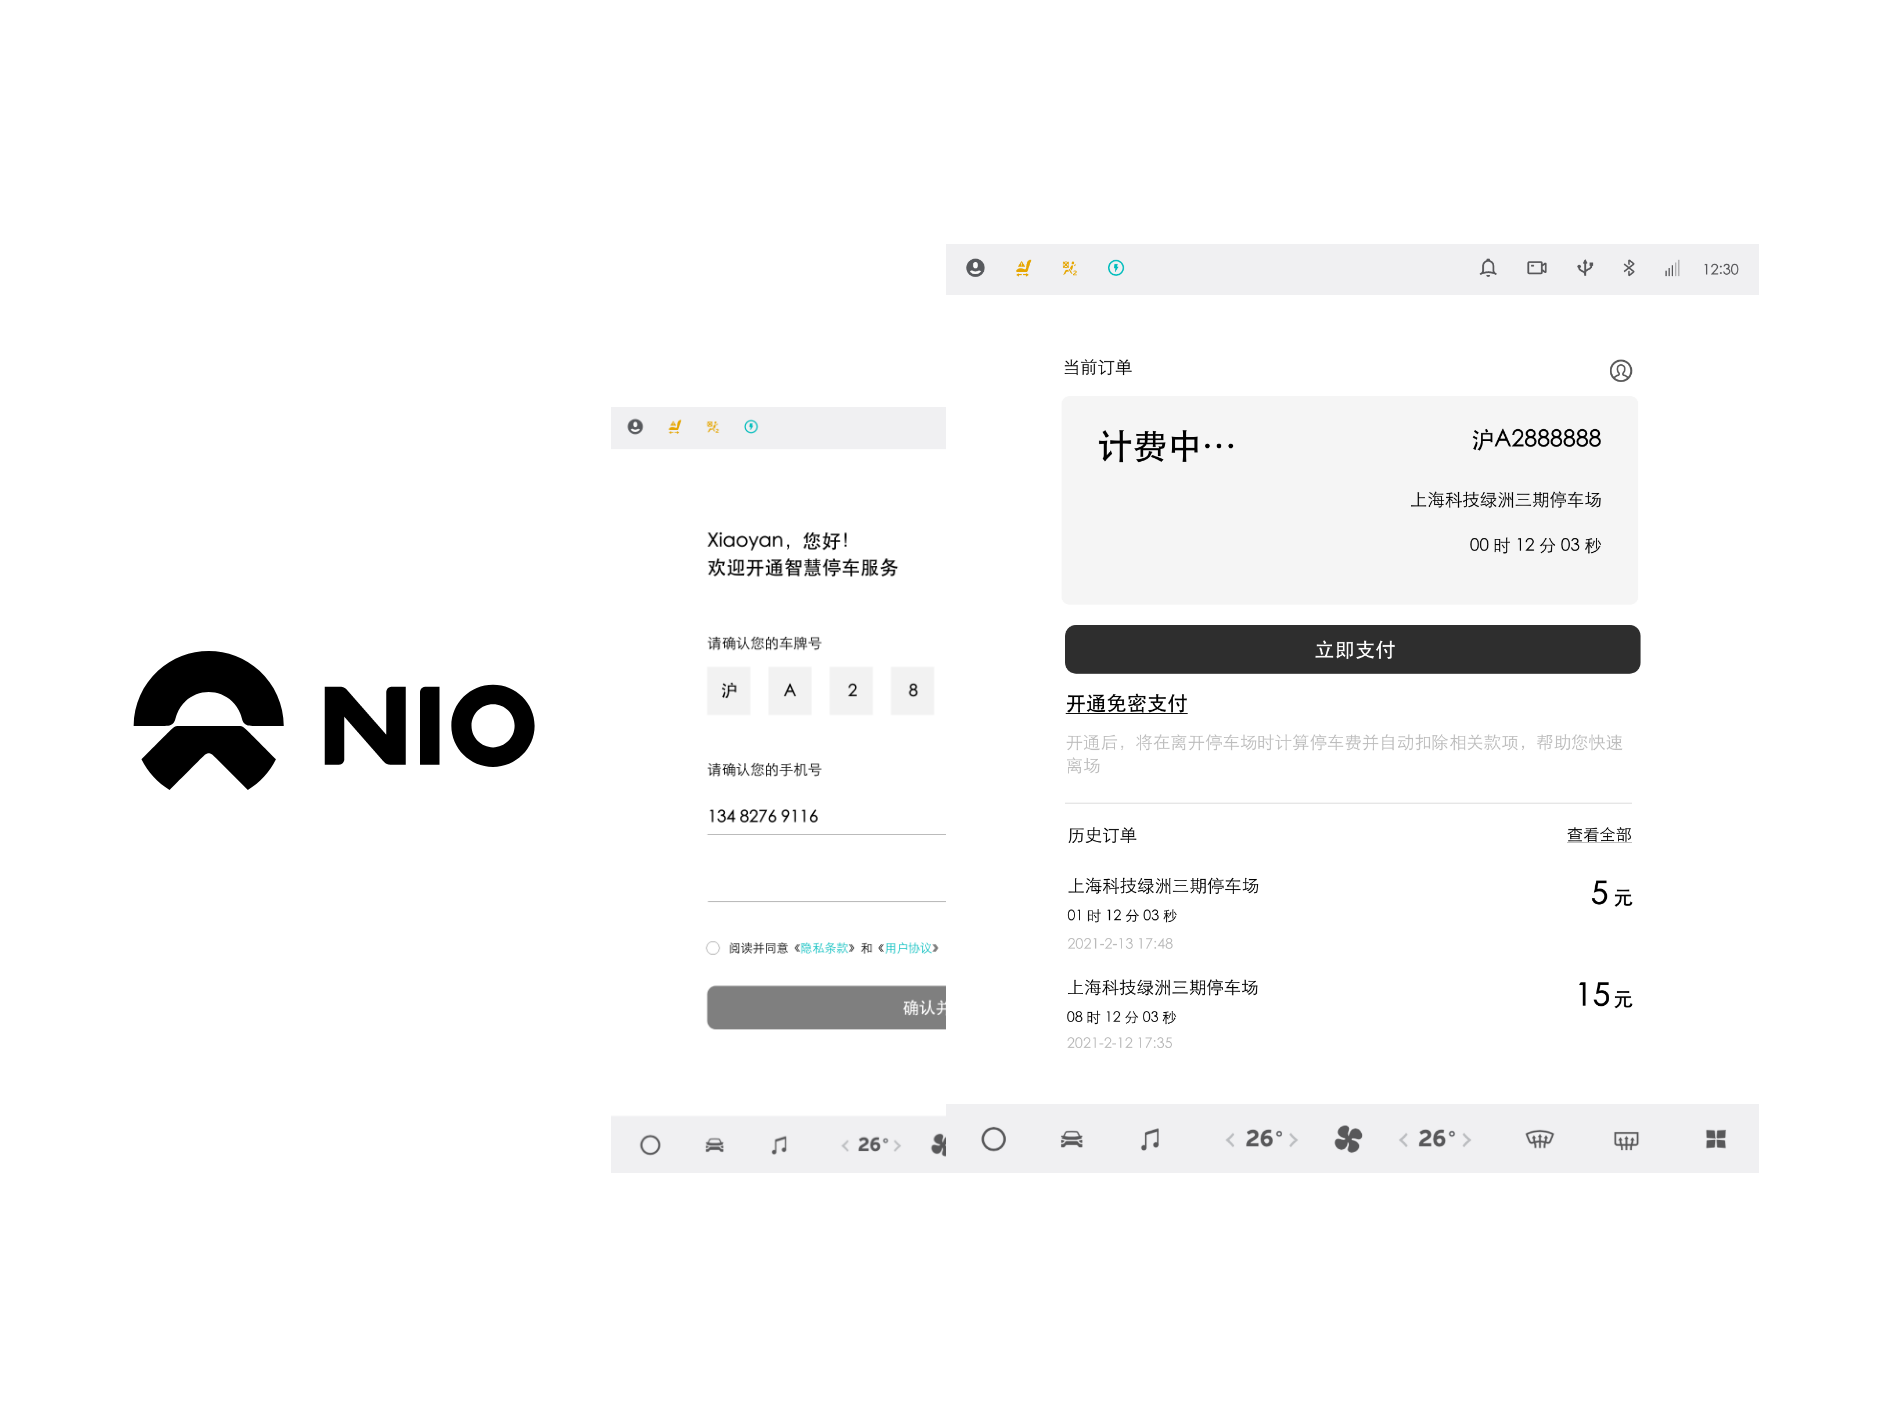 NIO
Xiaoyan，您好！
欢迎开通智慧停车服务
请确认您的车牌号
沪 A 2 8
请确认您的手机号
134 8276 9116
阅读并同意《隐私条款》和《用户协议》
确认并
26°
12:30
当前订单
计费中···
沪A2888888
上海科技绿洲三期停车场
00 时 12 分 03 秒
立即支付
开通免密支付
开通后，将在离开停车场时计算停车费并自动扣除相关款项，帮助您快速
离场
历史订单 查看全部
上海科技绿洲三期停车场 5 元
01 时 12 分 03 秒
2021-2-13 17:48
上海科技绿洲三期停车场 15 元
08 时 12 分 03 秒
2021-2-12 17:35
26° 26°